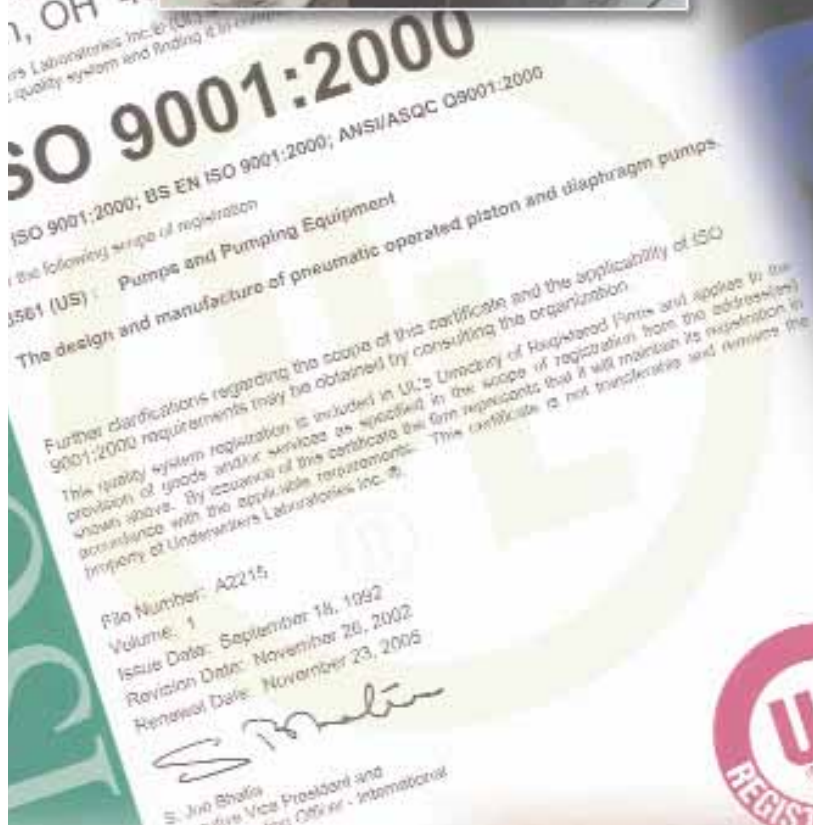 , OH
Laboratories Inc.® (UL)
quality system and finding it in
SO 9001:2000
ISO 9001:2000; BS EN ISO 9001:2000; ANSI/ASQC Q9001:2000
the following scope of registration
3561 (US) : Pumps and Pumping Equipment
The design and manufacture of pneumatic operated piston and diaphragm pumps.
Further clarifications regarding the scope of this certificate and the applicability of ISO
9001:2000 requirements may be obtained by consulting the organization.
This quality system registration is included in UL's Directory of Registered Firms and applies to the
provision of goods and/or services as specified in the scope of registration from the address(es)
shown above. By issuance of this certificate the firm represents that it will maintain its registration in
accordance with the applicable requirements. This certificate is not transferable and remains the
property of Underwriters Laboratories Inc. ®.
File Number: A2215
Volume: 1
Issue Date: September 18, 1992
Revision Date: November 26, 2002
Renewal Date: November 23, 2005
S. Joe Bhatia
Executive Vice President and
Officer - International
UL
REGIST
IS